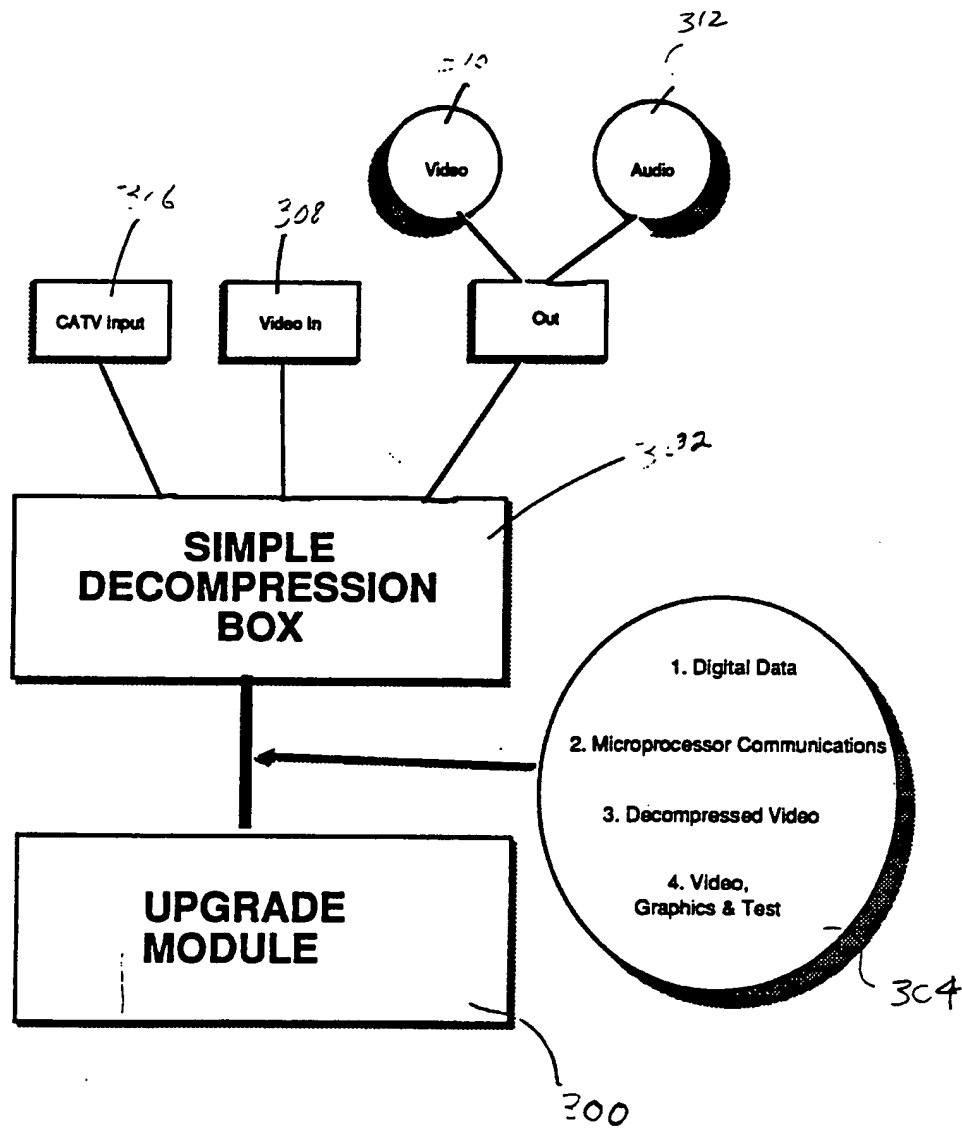 312
Video
Audio
308
CATV Input
Video In
Out
SIMPLE
DECOMPRESSION
BOX
1. Digital Data
2. Microprocessor Communications
3. Decompressed Video
4. Video,
Graphics & Test
UPGRADE
MODULE
304
300